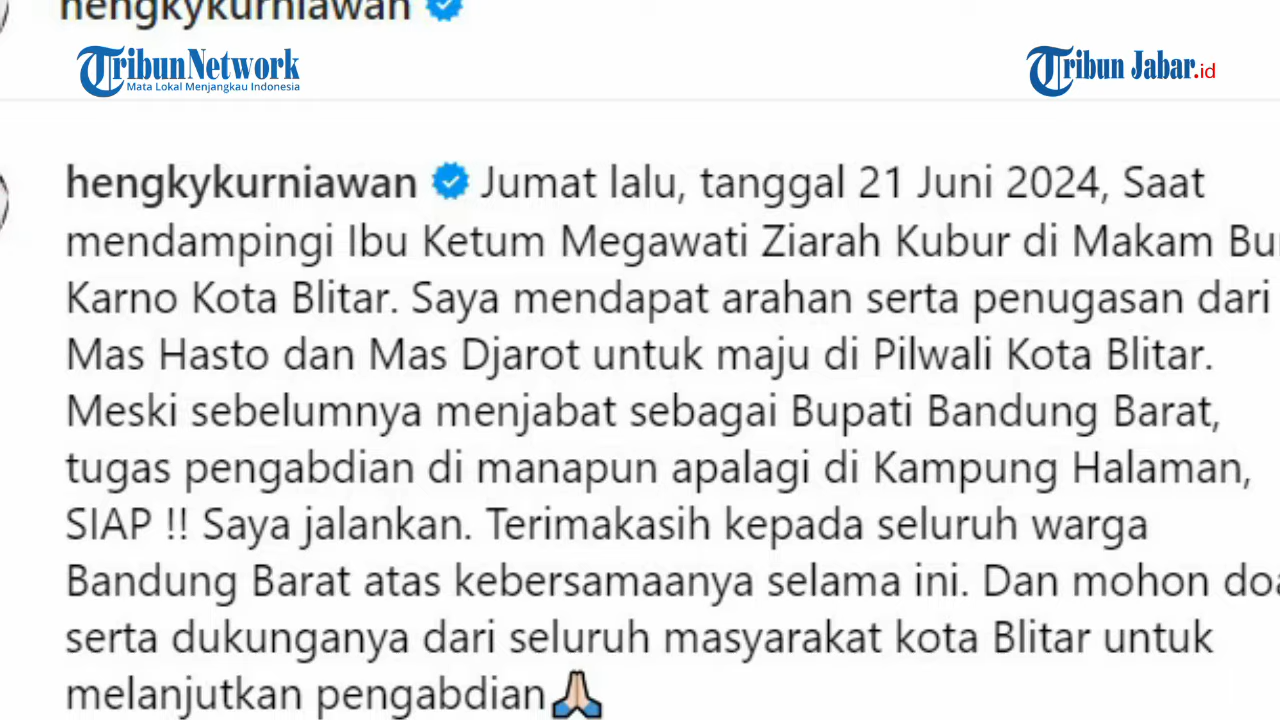 hengkykurniawan
TribunNetwork
Mata Lokal Menjangkau Indonesia
Tribun Jabar.id
hengkykurniawan Jumat lalu, tanggal 21 Juni 2024, Saat
mendampingi Ibu Ketum Megawati Ziarah Kubur di Makam Bu
Karno Kota Blitar. Saya mendapat arahan serta penugasan dari
Mas Hasto dan Mas Djarot untuk maju di Pilwali Kota Blitar.
Meski sebelumnya menjabat sebagai Bupati Bandung Barat,
tugas pengabdian di manapun apalagi di Kampung Halaman,
SIAP !! Saya jalankan. Terimakasih kepada seluruh warga
Bandung Barat atas kebersamaanya selama ini. Dan mohon doa
serta dukunganya dari seluruh masyarakat kota Blitar untuk
melanjutkan pengabdian🙏🏻